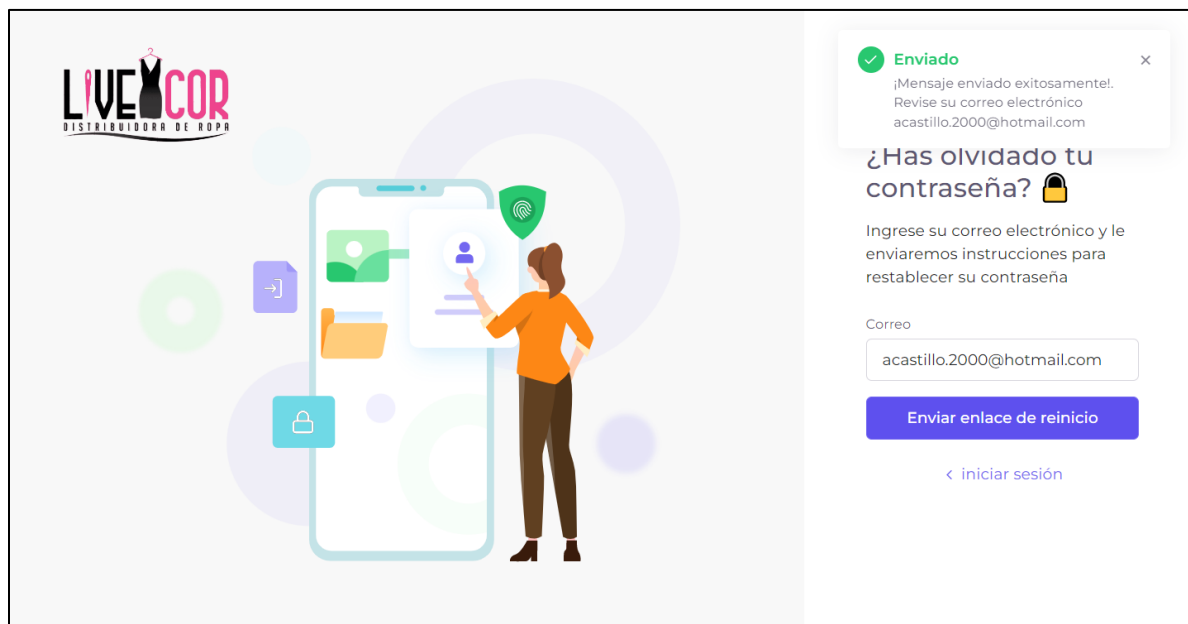 LIVE COR
DISTRIBUIDORA DE ROPA
Enviado
¡Mensaje enviado exitosamente!.
Revise su correo electrónico
acastillo.2000@hotmail.com
¿Has olvidado tu
contraseña?
Ingrese su correo electrónico y le
enviaremos instrucciones para
restablecer su contraseña
Correo
acastillo.2000@hotmail.com
Enviar enlace de reinicio
iniciar sesión